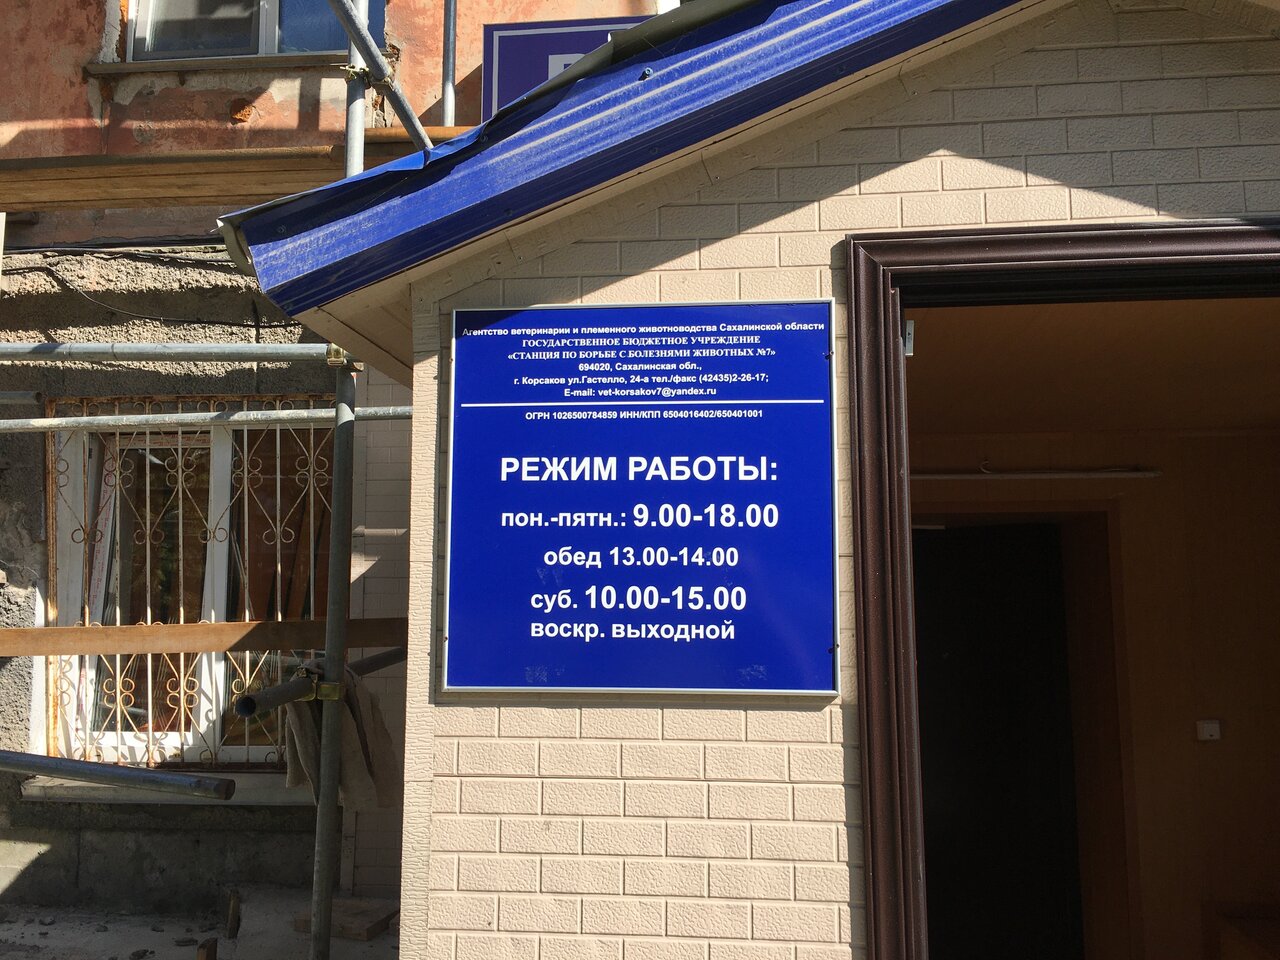 Агентство ветеринарии и племенного животноводства Сахалинской области
ГОСУДАРСТВЕННОЕ БЮДЖЕТНОЕ УЧРЕЖДЕНИЕ
«СТАНЦИЯ ПО БОРЬБЕ С БОЛЕЗНЯМИ ЖИВОТНЫХ №7»
694020, Сахалинская обл.,
г. Корсаков ул.Гастелло, 24-а тел./факс (42435)2-26-17;
E-mail: vet-korsakov7@yandex.ru
ОГРН 1026500784859 ИНН/КПП 6504016402/650401001
РЕЖИМ РАБОТЫ:
пон.-пятн.: 9.00-18.00
обед 13.00-14.00
суб. 10.00-15.00
воскр. выходной